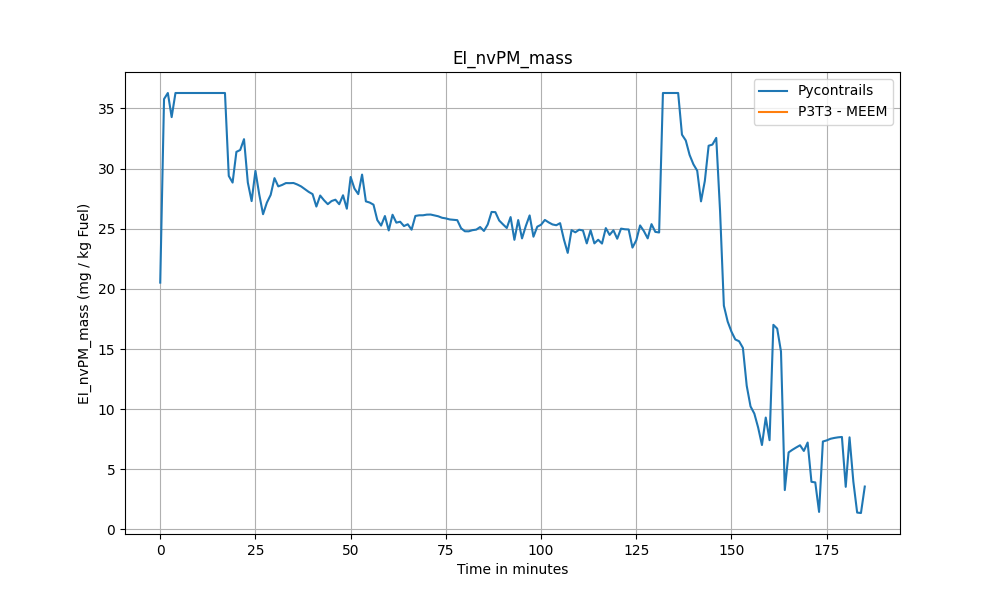 EI_nvPM_mass
Pycontrails
P3T3 - MEEM
EI_nvPM_mass (mg / kg Fuel)
35
30
25
20
15
10
5
0
0 25 50 75 100 125 150 175
Time in minutes